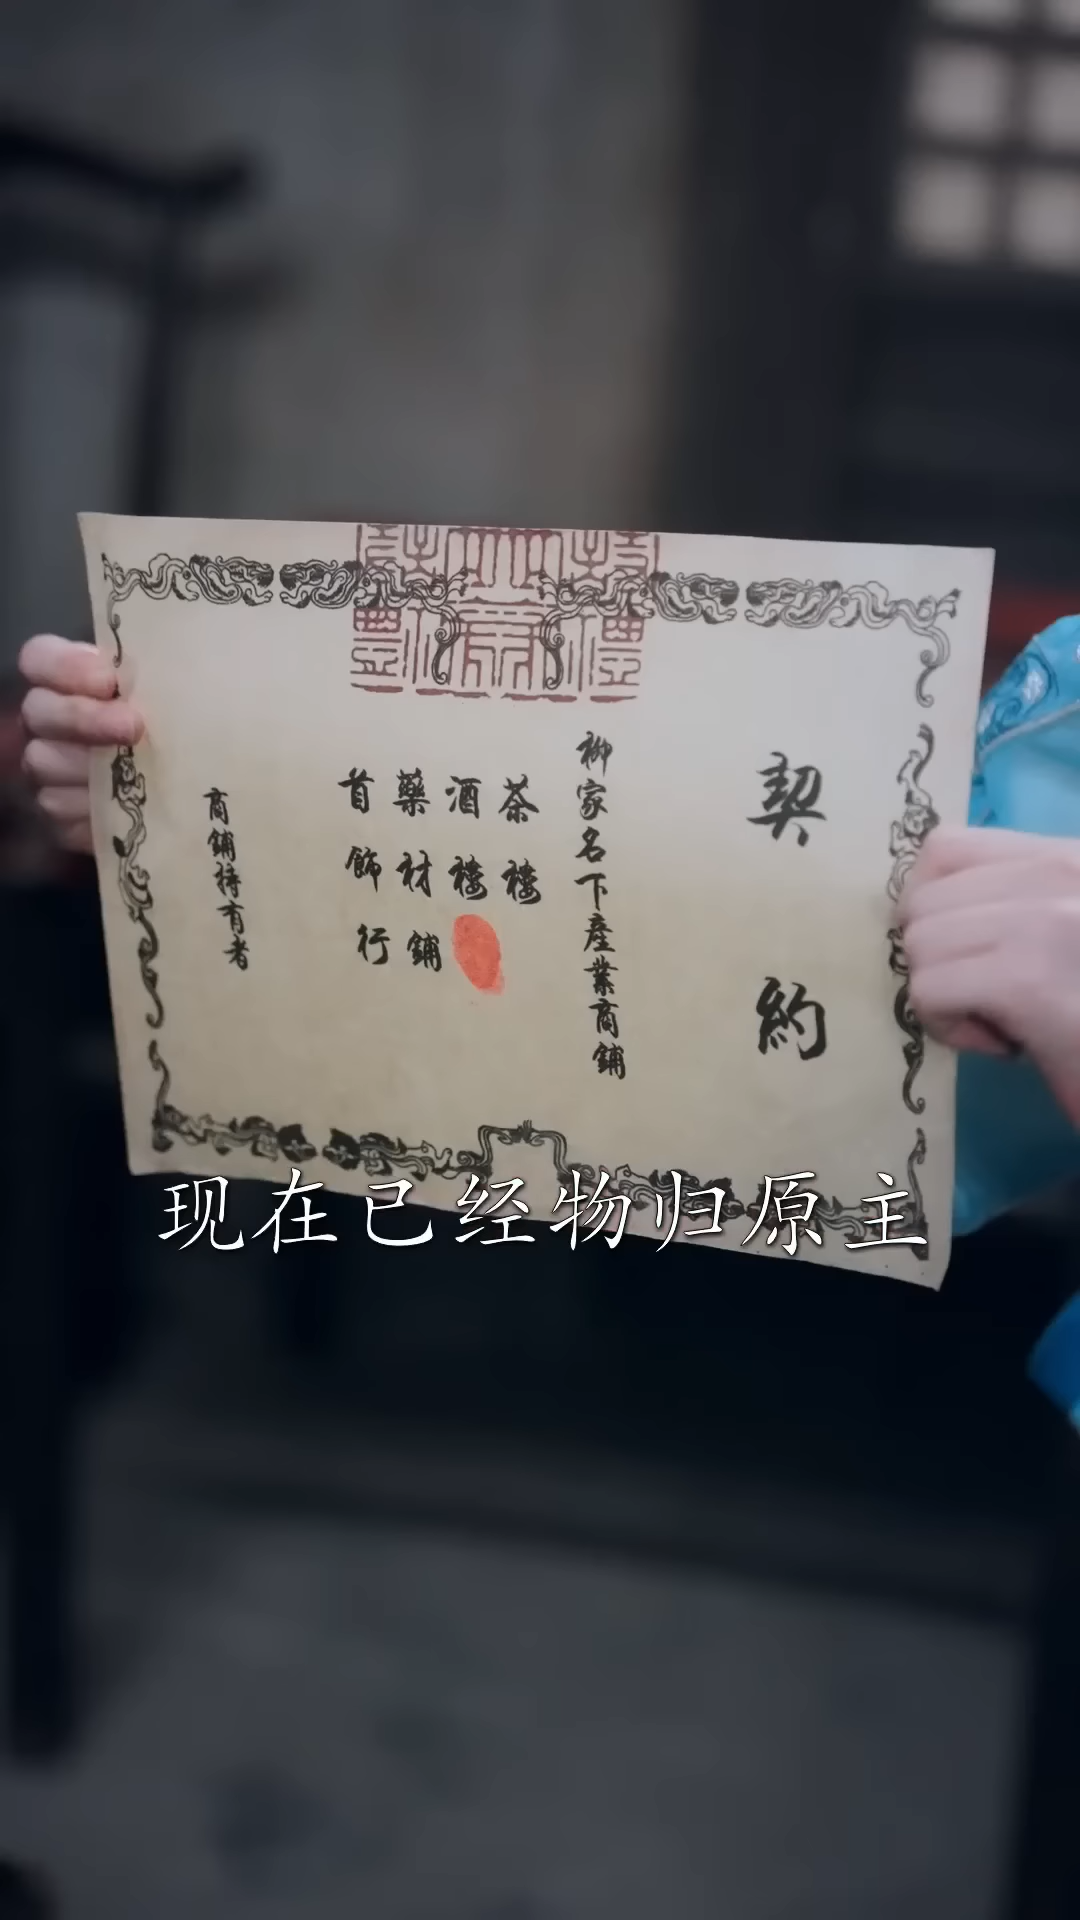 契約
柳家名下産業商鋪
茶樓
酒樓
藥材鋪
首飾行
商鋪持有者
现在已经物归原主